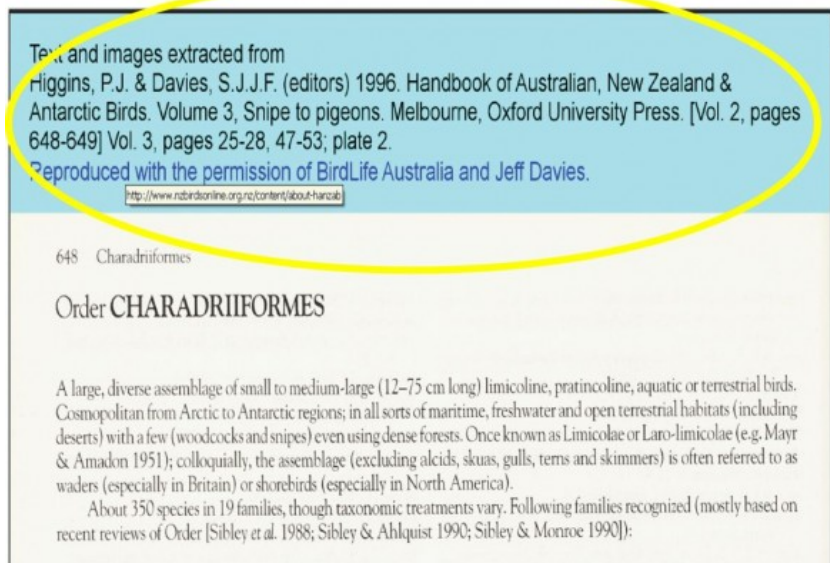 Text and images extracted from
Higgins, P.J. & Davies, S.J.J.F. (editors) 1996. Handbook of Australian, New Zealand &
Antarctic Birds. Volume 3, Snipe to pigeons. Melbourne, Oxford University Press. [Vol. 2, pages
648-649] Vol. 3, pages 25-28, 47-53; plate 2.
Reproduced with the permission of BirdLife Australia and Jeff Davies.
http://www.nzbirdsonline.org.nz/content/about-hanzab
648 Charadriiformes
Order CHARADRIIFORMES
A large, diverse assemblage of small to medium-large (12–75 cm long) limicoline, pratincoline, aquatic or terrestrial birds.
Cosmopolitan from Arctic to Antarctic regions; in all sorts of maritime, freshwater and open terrestrial habitats (including
deserts) with a few (woodcocks and snipes) even using dense forests. Once known as Limicolae or Laro-limicolae (e.g. Mayr
& Amadon 1951); colloquially, the assemblage (excluding alcids, skuas, gulls, terns and skimmers) is often referred to as
waders (especially in Britain) or shorebirds (especially in North America).
About 350 species in 19 families, though taxonomic treatments vary. Following families recognized (mostly based on
recent reviews of Order [Sibley et al. 1988; Sibley & Ahlquist 1990; Sibley & Monroe 1990]):